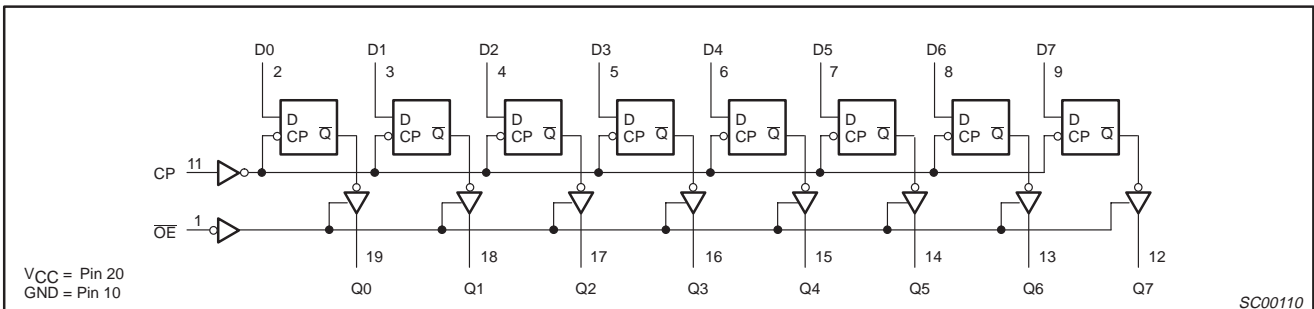 D0 D1 D2 D3 D4 D5 D6 D7
2 3 4 5 6 7 8 9
D D D D D D D D
CP Q̅ CP Q̅ CP Q̅ CP Q̅ CP Q̅ CP Q̅ CP Q̅ CP Q̅
CP 11
O̅E̅ 1
19 18 17 16 15 14 13 12
VCC = Pin 20
GND = Pin 10
Q0 Q1 Q2 Q3 Q4 Q5 Q6 Q7
SC00110